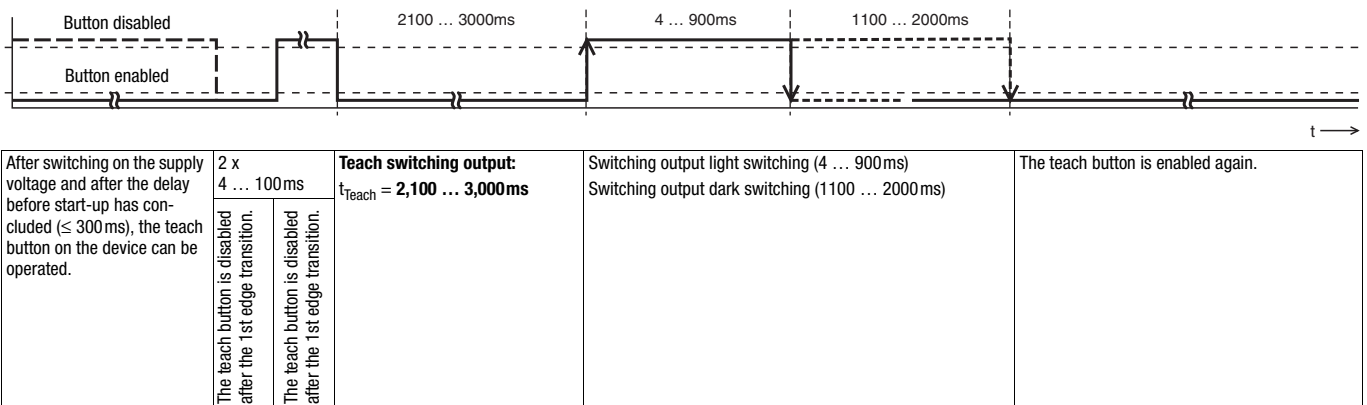 Button disabled
2100 … 3000ms
4 … 900ms
1100 … 2000ms
Button enabled
t
After switching on the supply
voltage and after the delay
before start-up has con-
cluded (≤ 300ms), the teach
button on the device can be
operated.
2 x
4 … 100ms
The teach button is disabled
after the 1st edge transition.
The teach button is disabled
after the 1st edge transition.
Teach switching output:
tTeach = 2,100 … 3,000ms
Switching output light switching (4 … 900ms)
Switching output dark switching (1100 … 2000ms)
The teach button is enabled again.